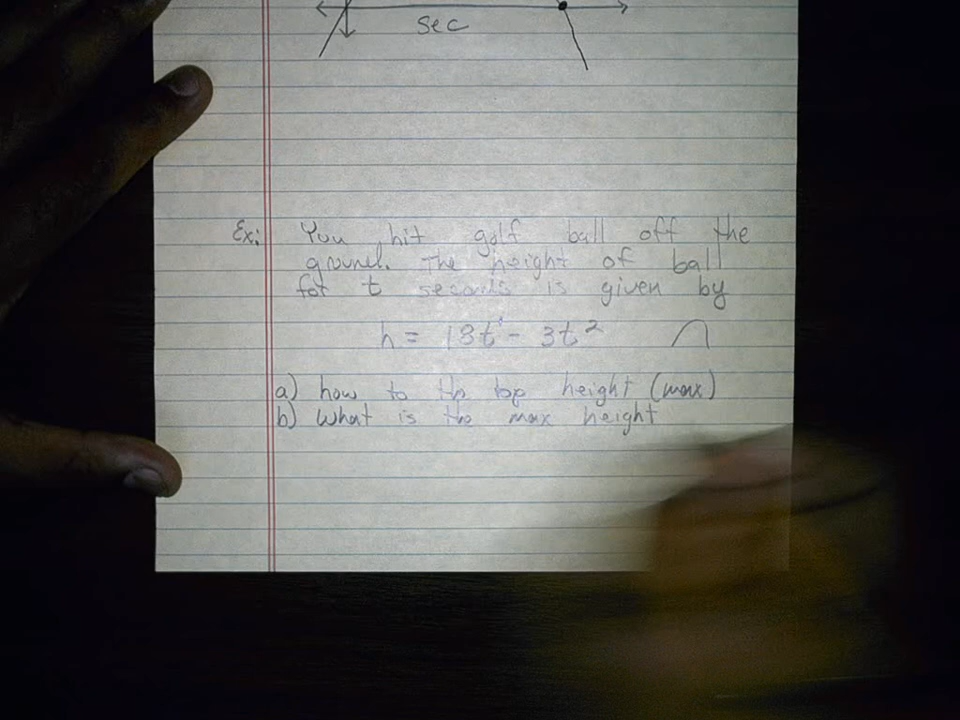 sec
Ex: You hit golf ball off the
ground. The height of ball
for t seconds is given by
h = 18t - 3t²
a) how to the top height (max)
b) What is the max height